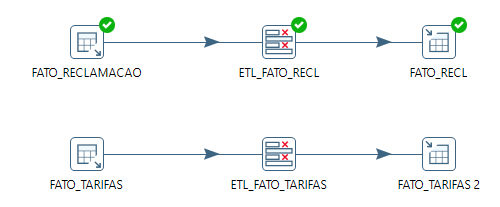 FATO_RECLAMACAO
ETL_FATO_RECL
FATO_RECL
FATO_TARIFAS
ETL_FATO_TARIFAS
FATO_TARIFAS 2